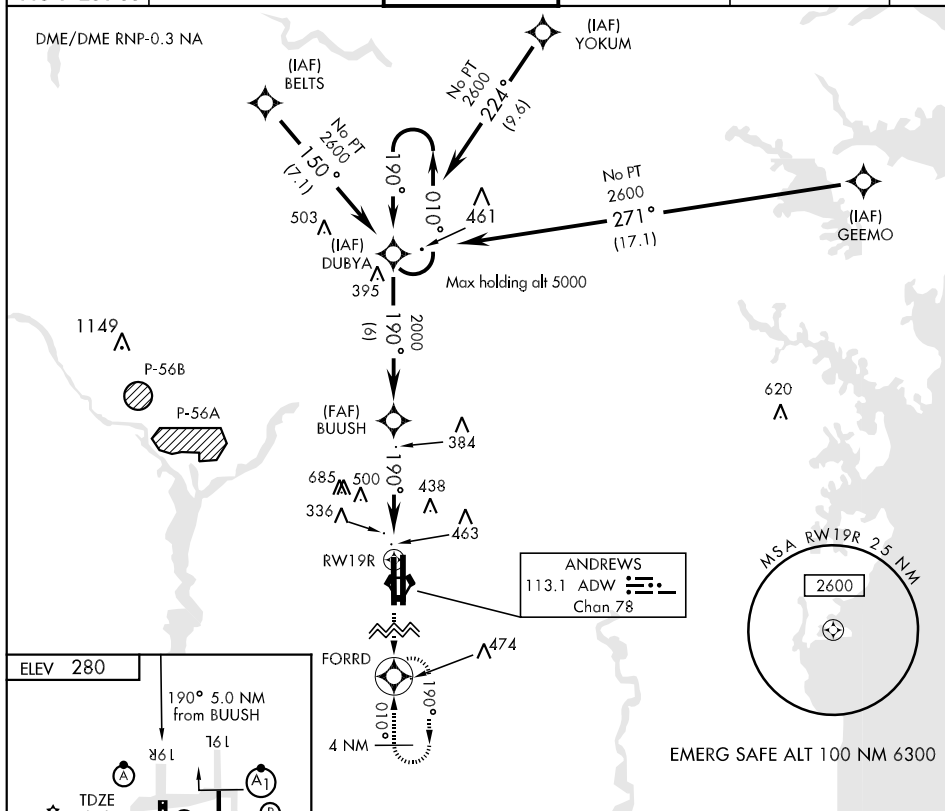 DME/DME RNP-0.3 NA
(IAF)
YOKUM
(IAF)
BELTS
No PT
2600
224°
(9.6)
No PT
2600
150°
(7.1)
190°
010°
No PT
2600
271°
(17.1)
(IAF)
GEEMO
461
503
(IAF)
DUBYA
395
Max holding alt 5000
2000
190°
(6)
1149
P-56B
P-56A
620
(FAF)
BUUSH
384
190°
685
500
438
336
463
RW19R
ANDREWS
113.1 ADW
Chan 78
MSA RW19R 25 NM
2600
FORRD
474
190°
010°
4 NM
EMERG SAFE ALT 100 NM 6300
ELEV 280
190° 5.0 NM
from BUUSH
19R
19L
A
A1
TDZE